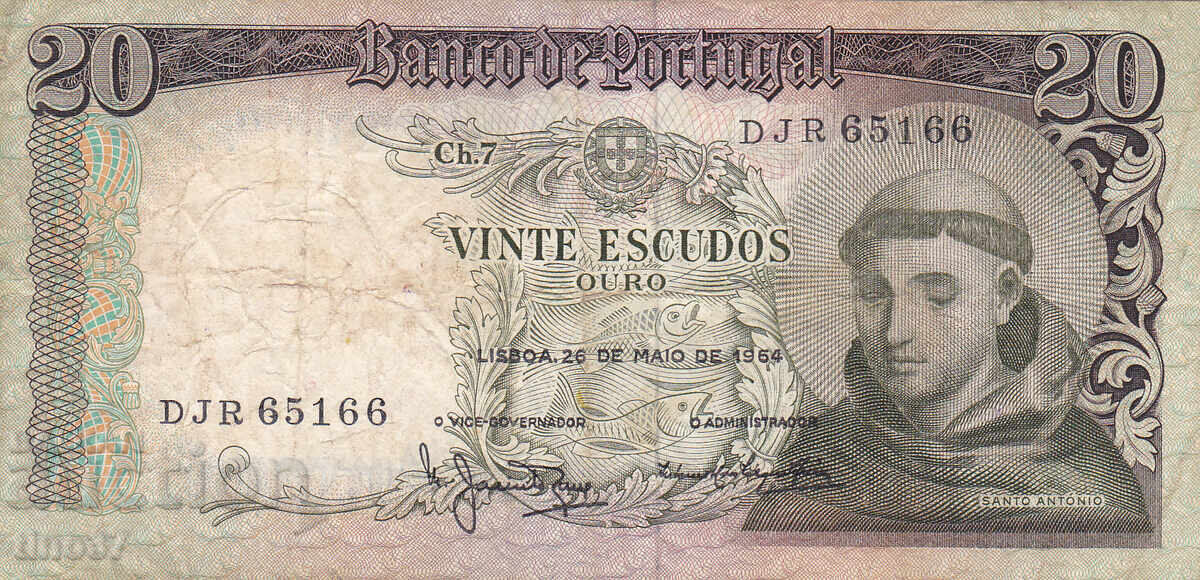 20 Banco de Portugal 20
DJR 65166
Ch.7
VINTE ESCUDOS
OURO
LISBOA, 26 DE MAIO DE 1964
DJR 65166
O VICE-GOVERNADOR O ADMINISTRADOR
SANTO ANTÓNIO